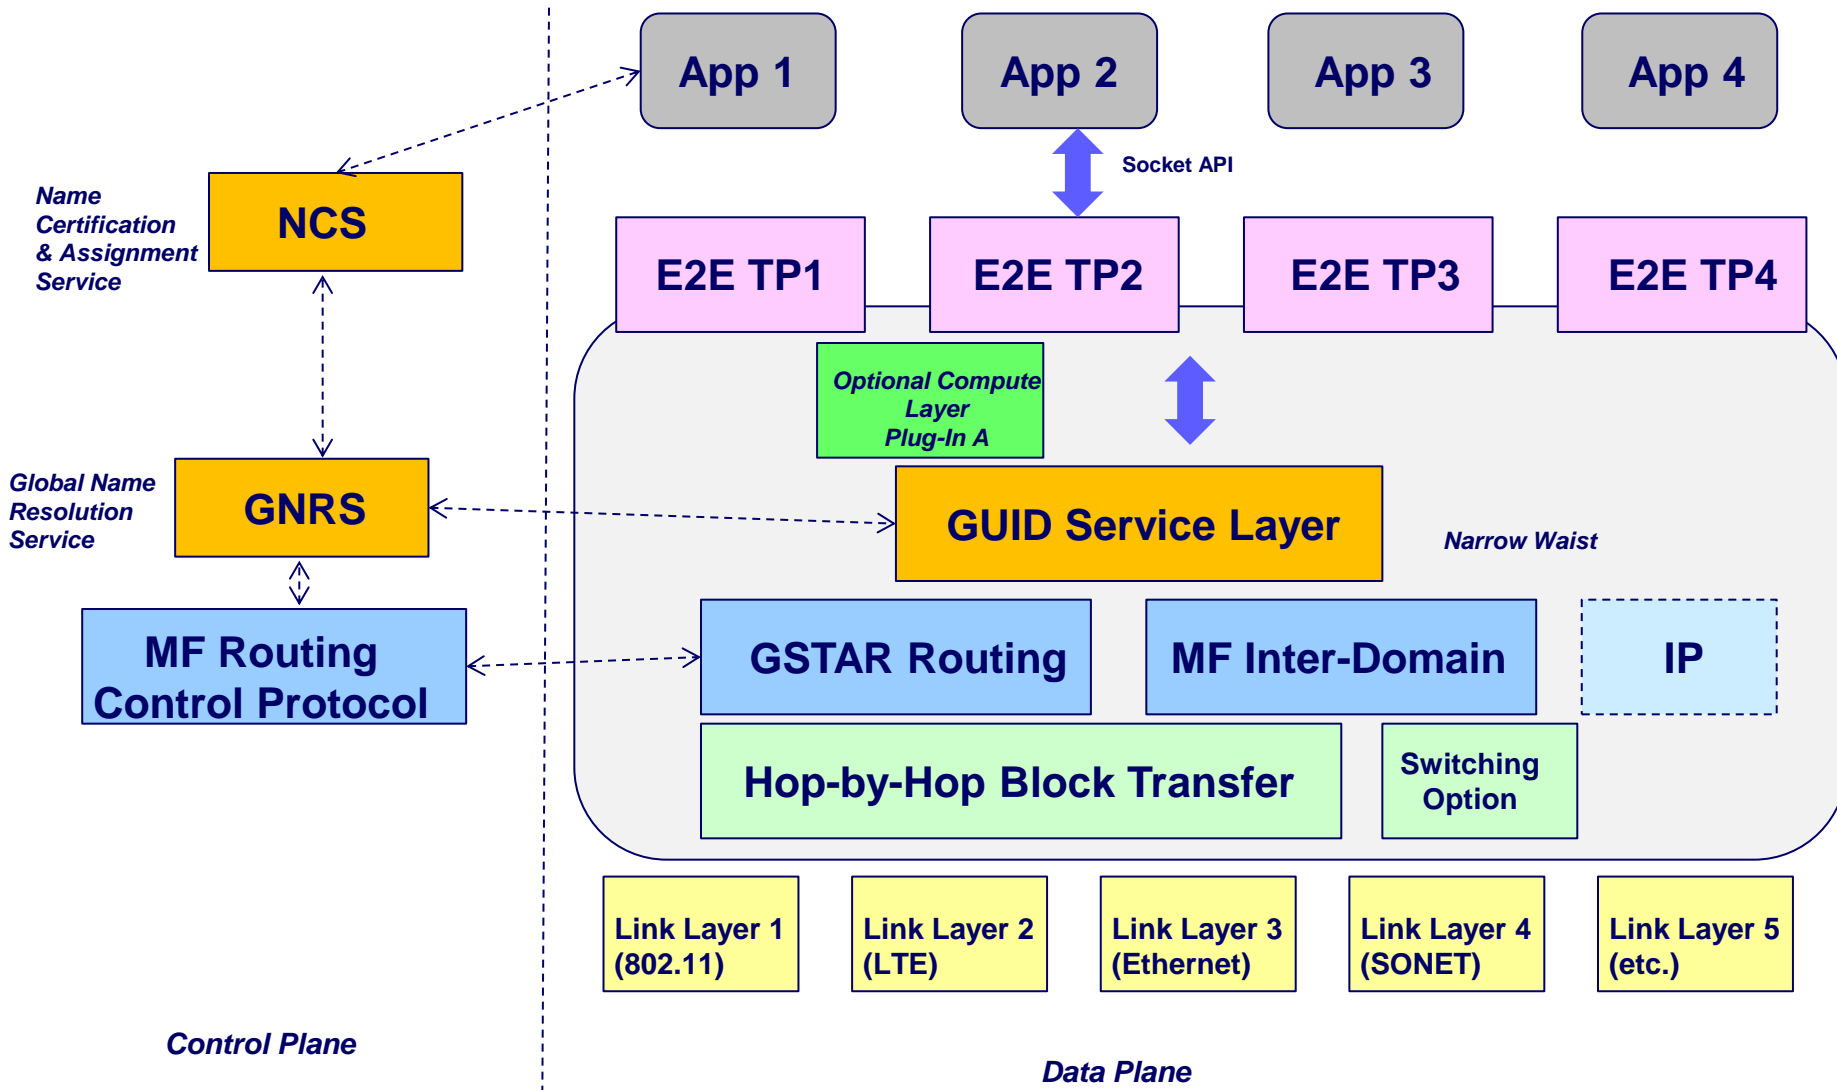 App 1
App 2
App 3
App 4
Socket API
Name
Certification
& Assignment
Service
NCS
E2E TP1
E2E TP2
E2E TP3
E2E TP4
Optional Compute
Layer
Plug-In A
Global Name
Resolution
Service
GNRS
GUID Service Layer
Narrow Waist
MF Routing
Control Protocol
GSTAR Routing
MF Inter-Domain
IP
Hop-by-Hop Block Transfer
Switching
Option
Link Layer 1
(802.11)
Link Layer 2
(LTE)
Link Layer 3
(Ethernet)
Link Layer 4
(SONET)
Link Layer 5
(etc.)
Control Plane
Data Plane